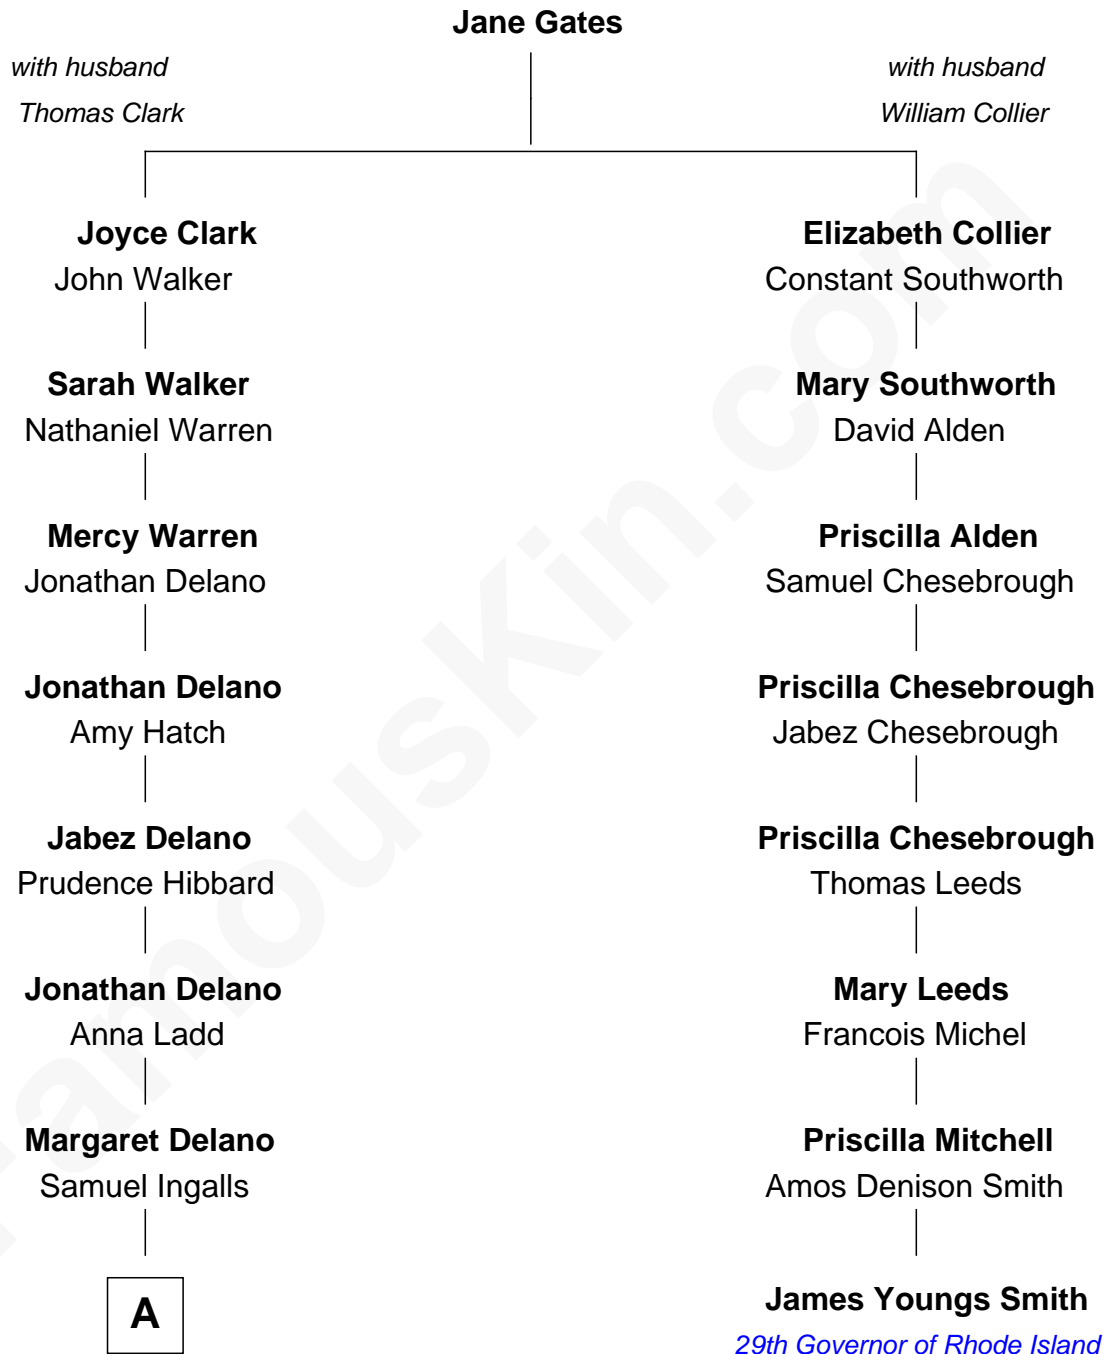 Jane Gates
with husband
Thomas Clark
with husband
William Collier
Joyce Clark
John Walker
Elizabeth Collier
Constant Southworth
Sarah Walker
Nathaniel Warren
Mary Southworth
David Alden
Mercy Warren
Jonathan Delano
Priscilla Alden
Samuel Chesebrough
Jonathan Delano
Amy Hatch
Priscilla Chesebrough
Jabez Chesebrough
Jabez Delano
Prudence Hibbard
Priscilla Chesebrough
Thomas Leeds
Jonathan Delano
Anna Ladd
Mary Leeds
Francois Michel
Margaret Delano
Samuel Ingalls
Priscilla Mitchell
Amos Denison Smith
A
James Youngs Smith
29th Governor of Rhode Island
FamousKin.com